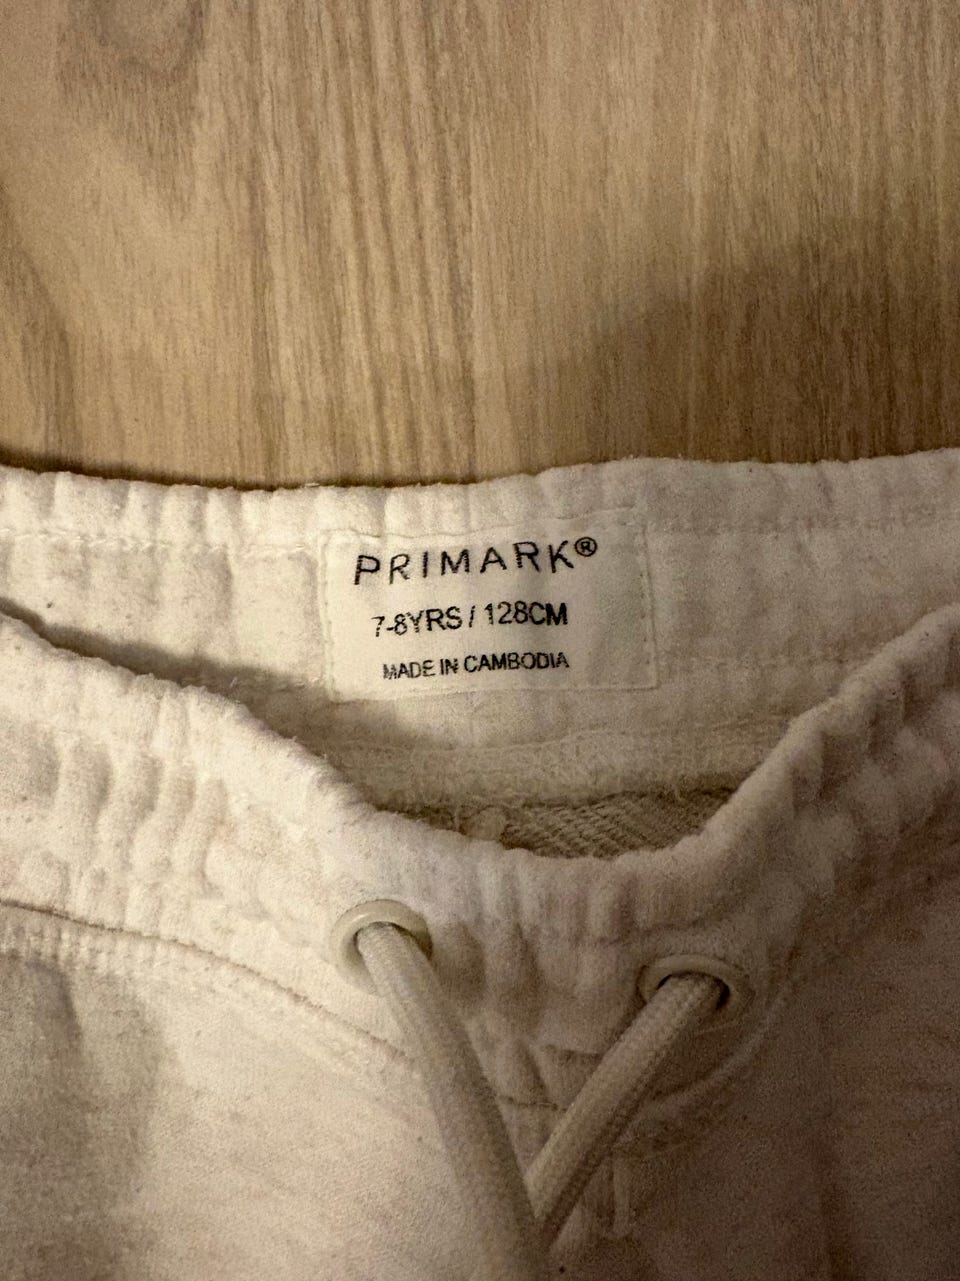 PRIMARK®
7-8YRS / 128CM
MADE IN CAMBODIA